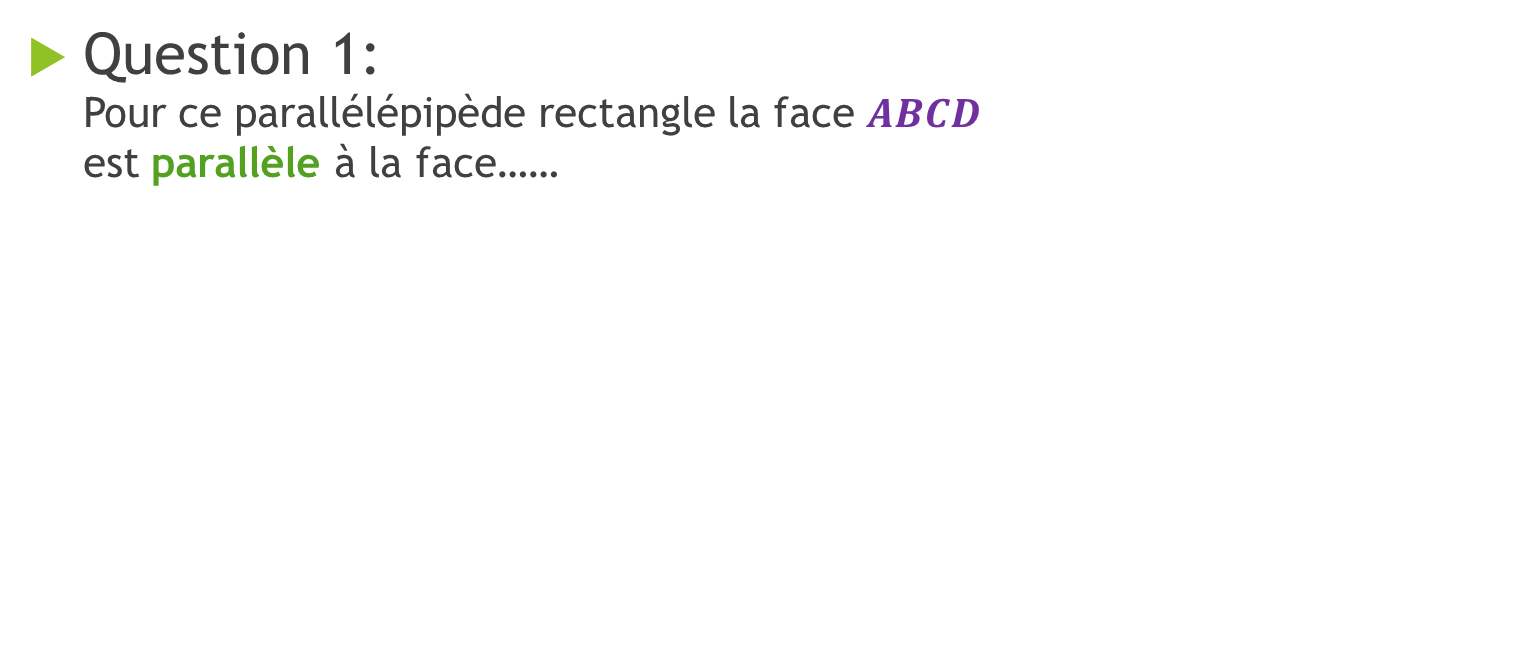 Question 1:
Pour ce parallélépipède rectangle la face ABCD
est parallèle à la face……